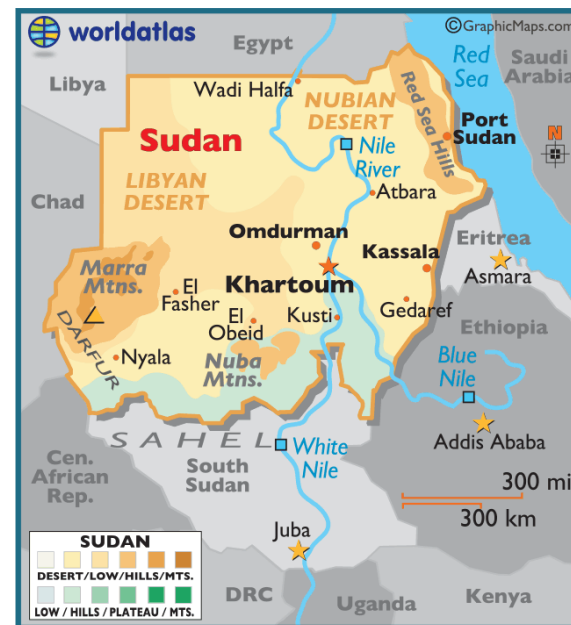 worldatlas
©GraphicMaps.com
Egypt
Red
Sea
Saudi
Arabia
Libya
Wadi Halfa
NUBIAN
DESERT
Red Sea Hills
Port
Sudan
N
Sudan
Nile
River
LIBYAN
DESERT
Chad
Atbara
Omdurman
Kassala
Eritrea
Marra
Mtns.
Khartoum
Asmara
El
Fasher
El
Obeid
Kusti
Gedaref
Ethiopia
DARFUR
Nyala
Nuba
Mtns.
Blue
Nile
SAHEL
White
Nile
Addis Ababa
Cen.
African
Rep.
South
Sudan
300 mi
300 km
Juba
SUDAN
DESERT/LOW/HILLS/MTS.
LOW / HILLS / PLATEAU / MTS.
DRC
Uganda
Kenya